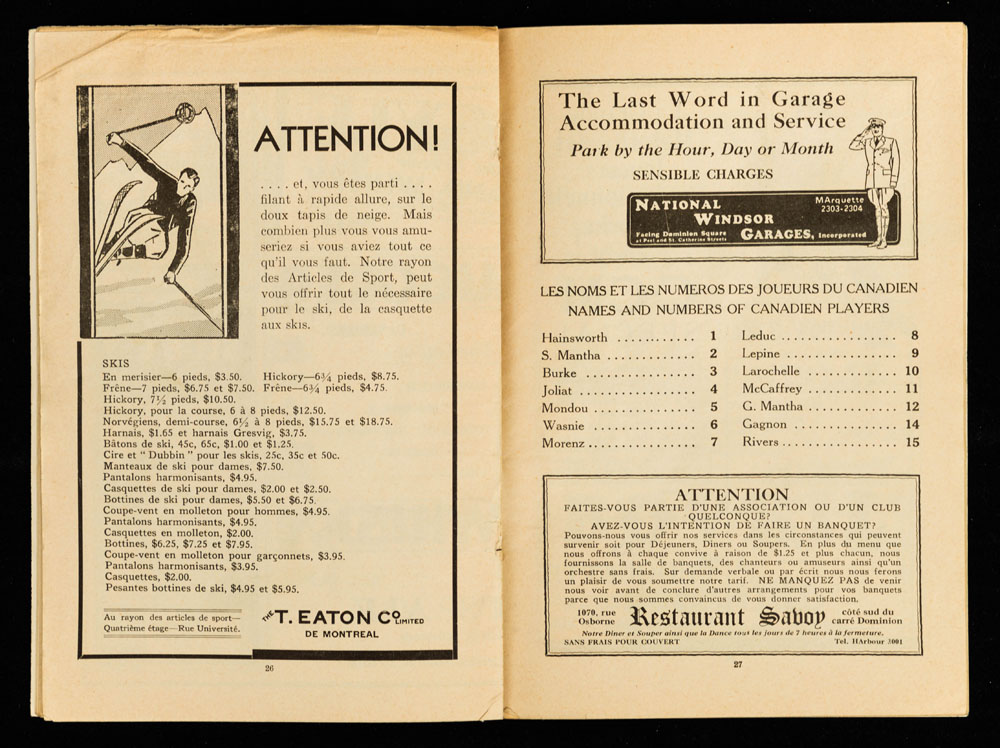 ATTENTION!
. . . . et, vous êtes parti . . . .
filant à rapide allure, sur le
doux tapis de neige. Mais
combien plus vous vous amu-
seriez si vous aviez tout ce
qu'il vous faut. Notre rayon
des Articles de Sport, peut
vous offrir tout le nécessaire
pour le ski, de la casquette
aux skis.
SKIS
En merisier—6 pieds, $3.50. Hickory—6¾ pieds, $8.75.
Frêne—7 pieds, $6.75 et $7.50. Frêne—6¾ pieds, $4.75.
Hickory, 7½ pieds, $10.50.
Hickory, pour la course, 6 à 8 pieds, $12.50.
Norvégiens, demi-course, 6½ à 8 pieds, $15.75 et $18.75.
Harnais, $1.65 et harnais Gresvig, $3.75.
Bâtons de ski, 45c, 65c, $1.00 et $1.25.
Cire et " Dubbin " pour les skis, 25c, 35c et 50c.
Manteaux de ski pour dames, $7.50.
Pantalons harmonisants, $4.95.
Casquettes de ski pour dames, $2.00 et $2.50.
Bottines de ski pour dames, $5.50 et $6.75.
Coupe-vent en molleton pour hommes, $4.95.
Pantalons harmonisants, $4.95.
Casquettes en molleton, $2.00.
Bottines, $6.25, $7.25 et $7.95.
Coupe-vent en molleton pour garçonnets, $3.95.
Pantalons harmonisants, $3.95.
Casquettes, $2.00.
Pesantes bottines de ski, $4.95 et $5.95.
Au rayon des articles de sport—
Quatrième étage—Rue Université.
THE T. EATON CO LIMITED
DE MONTREAL
26
The Last Word in Garage
Accommodation and Service
Park by the Hour, Day or Month
SENSIBLE CHARGES
NATIONAL MArquette
2303-2304
WINDSOR
Facing Dominion Square GARAGES, Incorporated
at Peel and St. Catherine Streets
LES NOMS ET LES NUMEROS DES JOUEURS DU CANADIEN
NAMES AND NUMBERS OF CANADIEN PLAYERS
Hainsworth ........... 1 Leduc ................ 8
S. Mantha ............ 2 Lepine ............... 9
Burke ................ 3 Larochelle ........... 10
Joliat ............... 4 McCaffrey ............ 11
Mondou ............... 5 G. Mantha ............ 12
Wasnie ............... 6 Gagnon ............... 14
Morenz ............... 7 Rivers ............... 15
ATTENTION
FAITES-VOUS PARTIE D'UNE ASSOCIATION OU D'UN CLUB
QUELCONQUE?
AVEZ-VOUS L'INTENTION DE FAIRE UN BANQUET?
Pouvons-nous vous offrir nos services dans les circonstances qui peuvent
survenir soit pour Déjeuners, Diners ou Soupers. En plus du menu que
nous offrons à chaque convive à raison de $1.25 et plus chacun, nous
fournissons la salle de banquets, des chanteurs ou amuseurs ainsi qu'un
orchestre sans frais. Sur demande verbale ou par écrit nous nous ferons
un plaisir de vous soumettre notre tarif. NE MANQUEZ PAS de venir
nous voir avant de conclure d'autres arrangements pour vos banquets
parce que nous sommes convaincus de vous donner satisfaction.
1070, rue Osborne Restaurant Savoy côté sud du carré Dominion
Notre Diner et Souper ainsi que la Dance tous les jours de 7 heures à la fermeture.
SANS FRAIS POUR COUVERT Tel. HArbour 3001
27